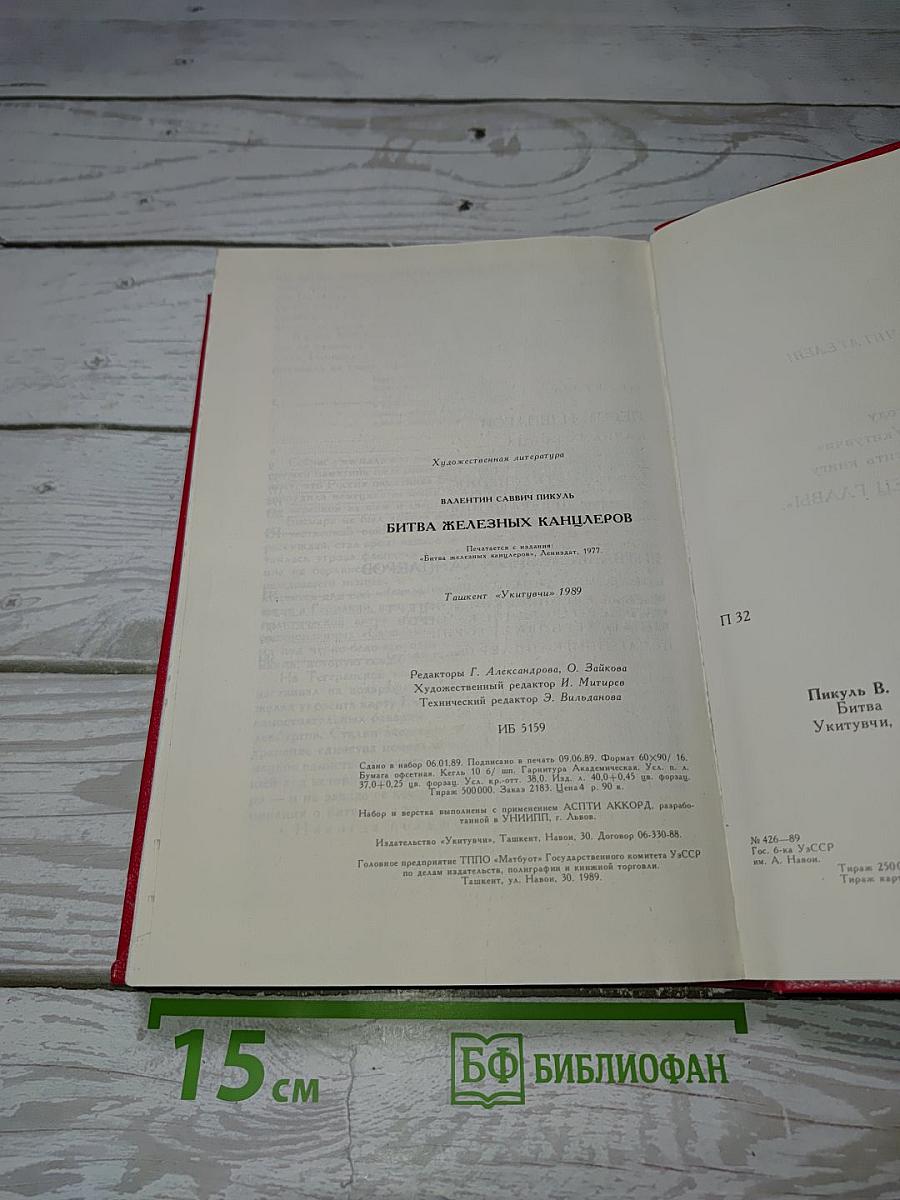 Художественная литература
ВАЛЕНТИН САВВИЧ ПИКУЛЬ
БИТВА ЖЕЛЕЗНЫХ КАНЦЛЕРОВ
Печатается с издания:
«Битва железных канцлеров», Лениздат, 1977.
Ташкент «Укитувчи» 1989
Редакторы Г. Александрова, О. Зайкова
Художественный редактор И. Митирев
Технический редактор Э. Вильданова
ИБ 5159
Сдано в набор 06.01.89. Подписано в печать 09.06.89. Формат 60×90/ 16.
Бумага офсетная. Кегль 10 б/ шп. Гарнитура Академическая. Усл. п. л.
37,0+0,25 цв. форзац. Усл. кр.-отт. 38,0. Изд. л. 40,0+0,45 цв. форзац.
Тираж 500000. Заказ 2183. Цена 4 р. 90 к.
Набор и верстка выполнены с применением АСПТИ АККОРД, разрабо-
танной в УНИИПП, г. Львов.
Издательство «Укитувчи», Ташкент, Навои, 30. Договор 06-330-88.
Головное предприятие ТППО «Матбуот» Государственного комитета УзССР
по делам издательств, полиграфии и книжной торговли.
Ташкент, ул. Навои, 30. 1989.
П 32
Пикуль В.
Битва
Укитувчи,
№ 426—89
Гос. б-ка УзССР
им. А. Навои.
Тираж
Тираж
15 см
БФ БИБЛИОФАН